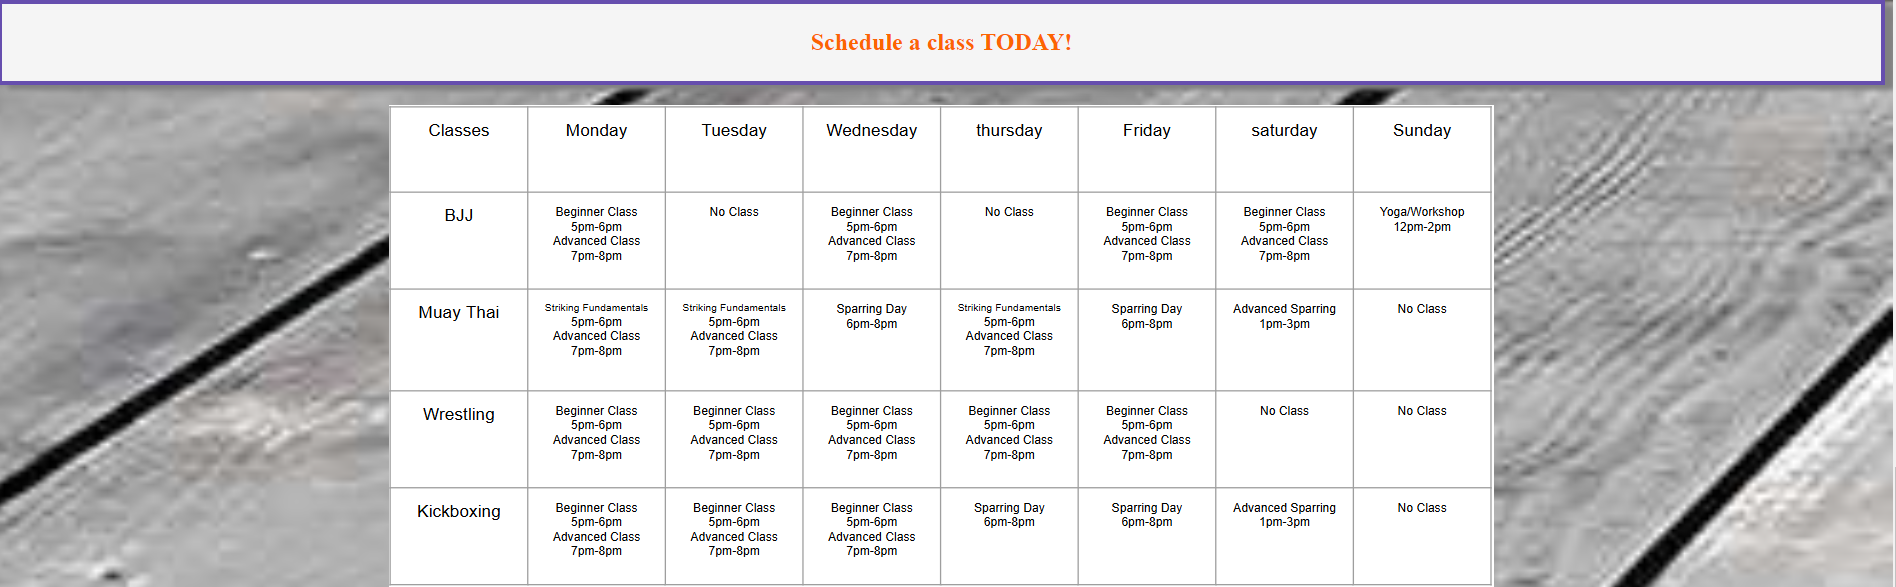 Schedule a class TODAY!
Classes
Monday
Tuesday
Wednesday
thursday
Friday
saturday
Sunday
BJJ
Beginner Class
5pm-6pm
Advanced Class
7pm-8pm
No Class
Beginner Class
5pm-6pm
Advanced Class
7pm-8pm
No Class
Beginner Class
5pm-6pm
Advanced Class
7pm-8pm
Beginner Class
5pm-6pm
Advanced Class
7pm-8pm
Yoga/Workshop
12pm-2pm
Muay Thai
Striking Fundamentals
5pm-6pm
Advanced Class
7pm-8pm
Striking Fundamentals
5pm-6pm
Advanced Class
7pm-8pm
Sparring Day
6pm-8pm
Striking Fundamentals
5pm-6pm
Advanced Class
7pm-8pm
Sparring Day
6pm-8pm
Advanced Sparring
1pm-3pm
No Class
Wrestling
Beginner Class
5pm-6pm
Advanced Class
7pm-8pm
Beginner Class
5pm-6pm
Advanced Class
7pm-8pm
Beginner Class
5pm-6pm
Advanced Class
7pm-8pm
Beginner Class
5pm-6pm
Advanced Class
7pm-8pm
Beginner Class
5pm-6pm
Advanced Class
7pm-8pm
No Class
No Class
Kickboxing
Beginner Class
5pm-6pm
Advanced Class
7pm-8pm
Beginner Class
5pm-6pm
Advanced Class
7pm-8pm
Beginner Class
5pm-6pm
Advanced Class
7pm-8pm
Sparring Day
6pm-8pm
Sparring Day
6pm-8pm
Advanced Sparring
1pm-3pm
No Class